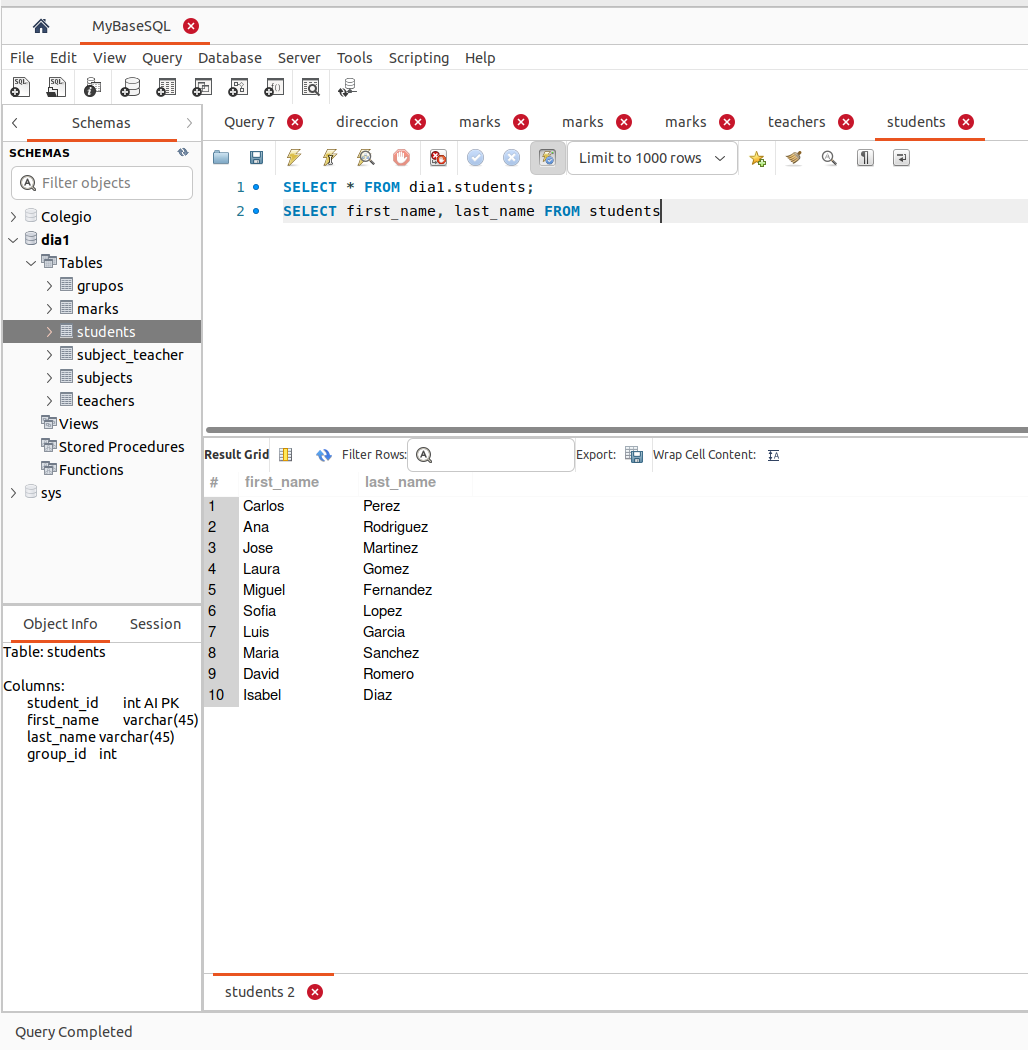 MyBaseSQL
File Edit View Query Database Server Tools Scripting Help
Schemas
Query 7 direccion marks marks marks teachers students
SCHEMAS
Filter objects
Limit to 1000 rows
1 SELECT * FROM dia1.students;
2 SELECT first_name, last_name FROM students
Colegio
dia1
Tables
grupos
marks
students
subject_teacher
subjects
teachers
Views
Stored Procedures
Functions
sys
Result Grid Filter Rows: Export: Wrap Cell Content:
# first_name last_name
1 Carlos Perez
2 Ana Rodriguez
3 Jose Martinez
4 Laura Gomez
5 Miguel Fernandez
6 Sofia Lopez
7 Luis Garcia
8 Maria Sanchez
9 David Romero
10 Isabel Diaz
Object Info Session
Table: students
Columns:
student_id int AI PK
first_name varchar(45)
last_name varchar(45)
group_id int
students 2
Query Completed